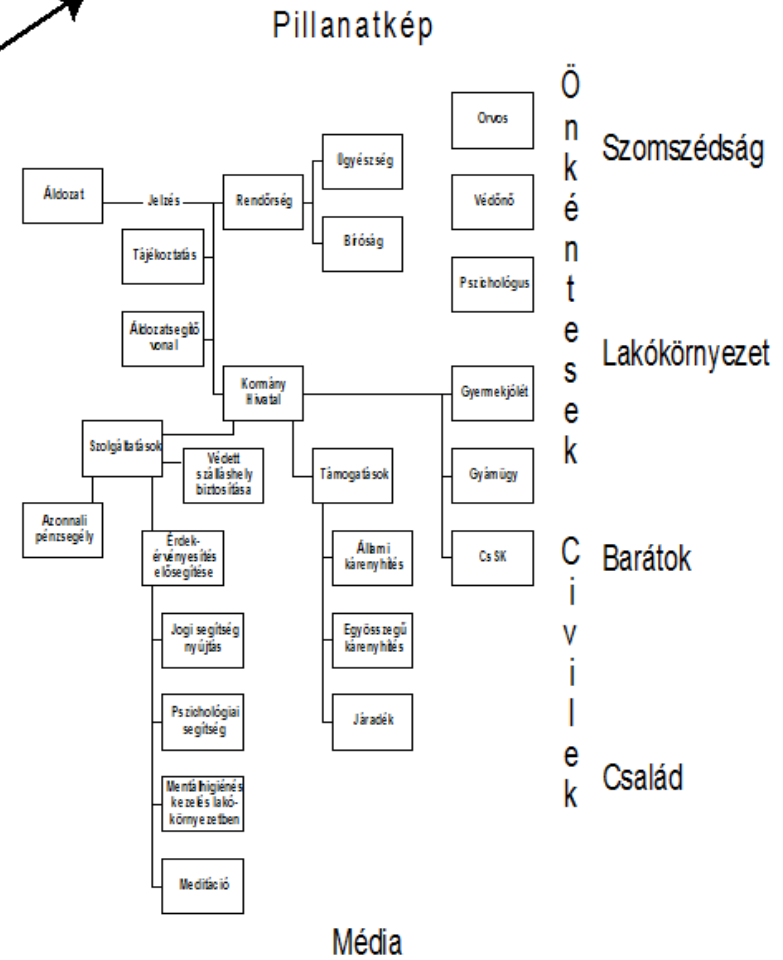 Pillanatkép
Áldozat
Jelzés
Rendőrség
Ügyészség
Bíróság
Tájékoztatás
Áldozatsegítő
vonal
Kormány
Hivatal
Szolgáltatások
Védett
szálláshely
biztosítása
Azonnali
pénzsegély
Érdek-
érvényesítés
elősegítése
Jogi segítség
nyújtás
Pszichológiai
segítség
Mentálhigiénés
kezelés lakó-
környezetben
Meditáció
Támogatások
Állami
kárenyhítés
Egyösszegű
kárenyhítés
Járadék
Orvos
Védőnő
Pszichológus
Gyermekjólét
Gyámügy
CsSK
Önkéntesek
Civilek
Szomszédság
Lakókörnyezet
Barátok
Család
Média